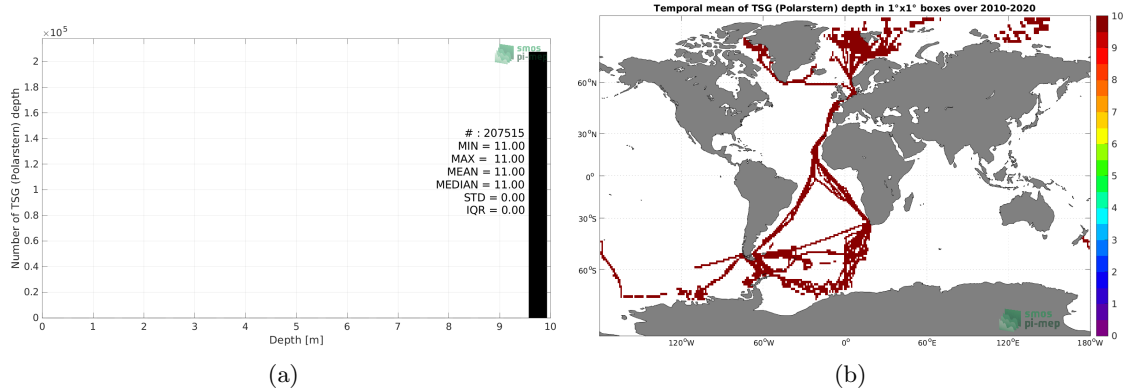 ×10⁵
2
1.8
1.6
1.4
1.2
1
0.8
0.6
0.4
0.2
0
Number of TSG (Polarstern) depth
smos
pi-mep
# : 207515
MIN = 11.00
MAX = 11.00
MEAN = 11.00
MEDIAN = 11.00
STD = 0.00
IQR = 0.00
0 1 2 3 4 5 6 7 8 9 10
Depth [m]
(a)
Temporal mean of TSG (Polarstern) depth in 1°x1° boxes over 2010-2020
60°N
30°N
0°
30°S
60°S
120°W 60°W 0° 60°E 120°E 180°W
smos
pi-mep
10
9
8
7
6
5
4
3
2
1
0
(b)